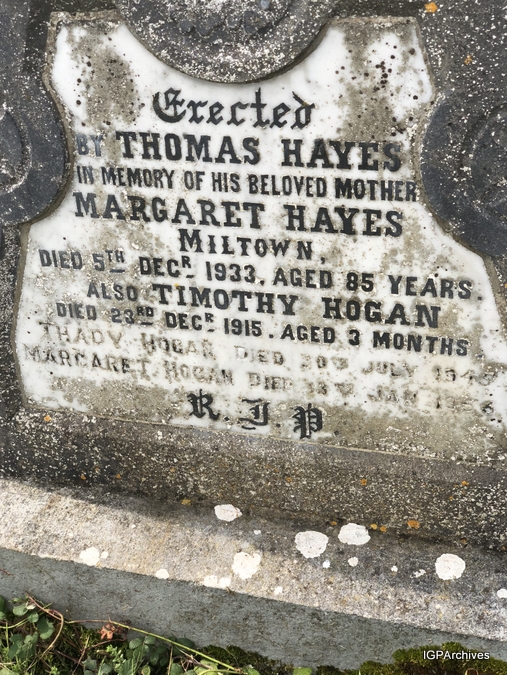 Erected
BY THOMAS HAYES
IN MEMORY OF HIS BELOVED MOTHER
MARGARET HAYES
MILTOWN,
DIED 5TH DECR 1933, AGED 85 YEARS.
ALSO TIMOTHY HOGAN
DIED 23RD DECR 1915. AGED 3 MONTHS
THADY HOGAN DIED JULY
MARGARET HOGAN DIED JAN
R.I.P
IGPArchives